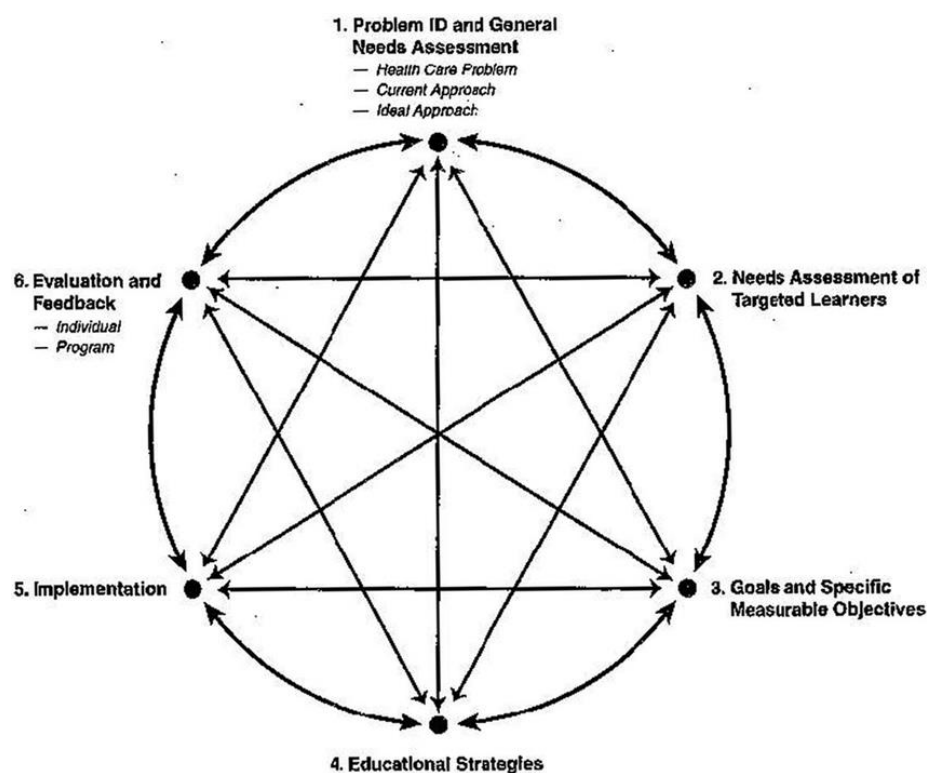 1. Problem ID and General
Needs Assessment
— Health Care Problem
— Current Approach
— Ideal Approach
6. Evaluation and
Feedback
— Individual
— Program
2. Needs Assessment of
Targeted Learners
5. Implementation
3. Goals and Specific
Measurable Objectives
4. Educational Strategies